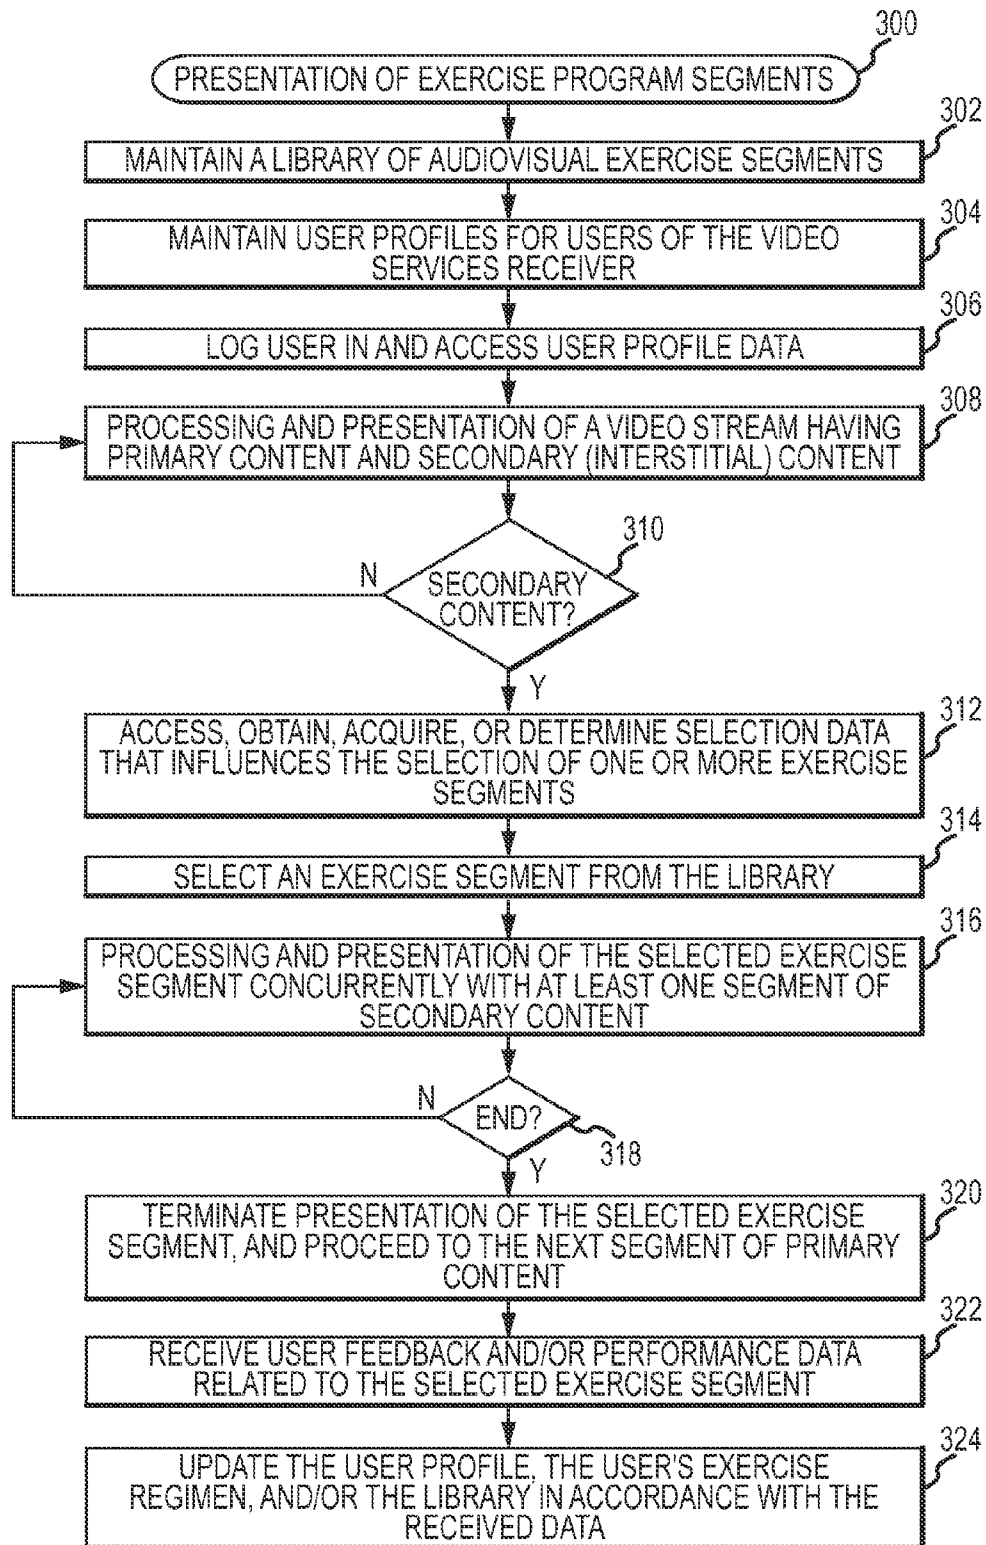 300
PRESENTATION OF EXERCISE PROGRAM SEGMENTS
302
MAINTAIN A LIBRARY OF AUDIOVISUAL EXERCISE SEGMENTS
304
MAINTAIN USER PROFILES FOR USERS OF THE VIDEO
SERVICES RECEIVER
306
LOG USER IN AND ACCESS USER PROFILE DATA
308
PROCESSING AND PRESENTATION OF A VIDEO STREAM HAVING
PRIMARY CONTENT AND SECONDARY (INTERSTITIAL) CONTENT
310
N
SECONDARY
CONTENT?
Y
312
ACCESS, OBTAIN, ACQUIRE, OR DETERMINE SELECTION DATA
THAT INFLUENCES THE SELECTION OF ONE OR MORE EXERCISE
SEGMENTS
314
SELECT AN EXERCISE SEGMENT FROM THE LIBRARY
316
PROCESSING AND PRESENTATION OF THE SELECTED EXERCISE
SEGMENT CONCURRENTLY WITH AT LEAST ONE SEGMENT OF
SECONDARY CONTENT
N
END?
318
Y
320
TERMINATE PRESENTATION OF THE SELECTED EXERCISE
SEGMENT, AND PROCEED TO THE NEXT SEGMENT OF PRIMARY
CONTENT
322
RECEIVE USER FEEDBACK AND/OR PERFORMANCE DATA
RELATED TO THE SELECTED EXERCISE SEGMENT
324
UPDATE THE USER PROFILE, THE USER'S EXERCISE
REGIMEN, AND/OR THE LIBRARY IN ACCORDANCE WITH THE
RECEIVED DATA